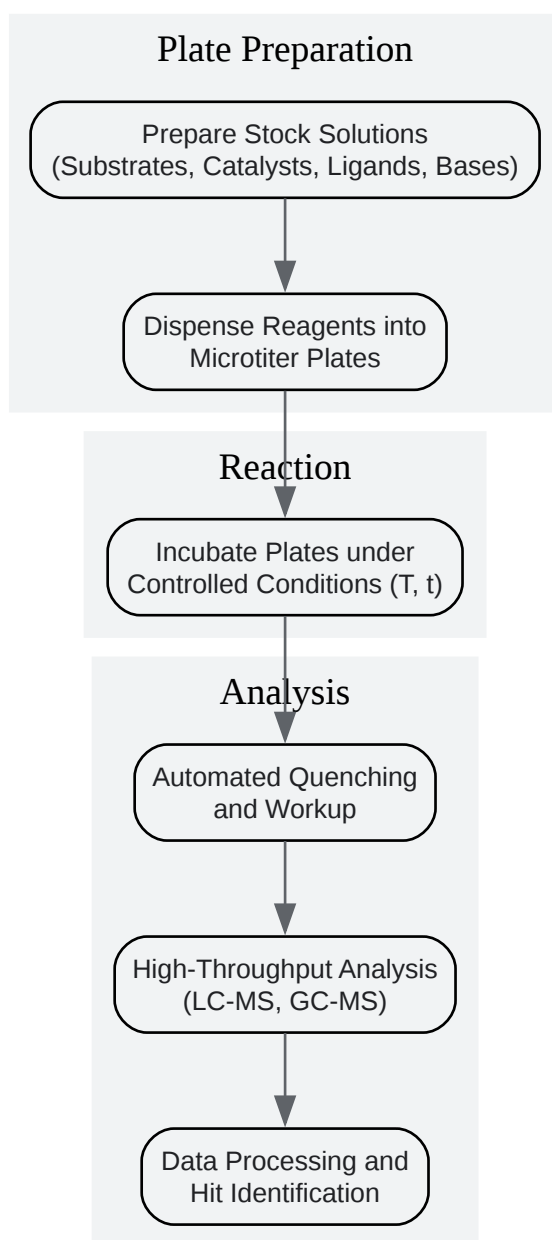 Plate Preparation
Prepare Stock Solutions
(Substrates, Catalysts, Ligands, Bases)
Dispense Reagents into
Microtiter Plates
Reaction
Incubate Plates under
Controlled Conditions (T, t)
Analysis
Automated Quenching
and Workup
High-Throughput Analysis
(LC-MS, GC-MS)
Data Processing and
Hit Identification